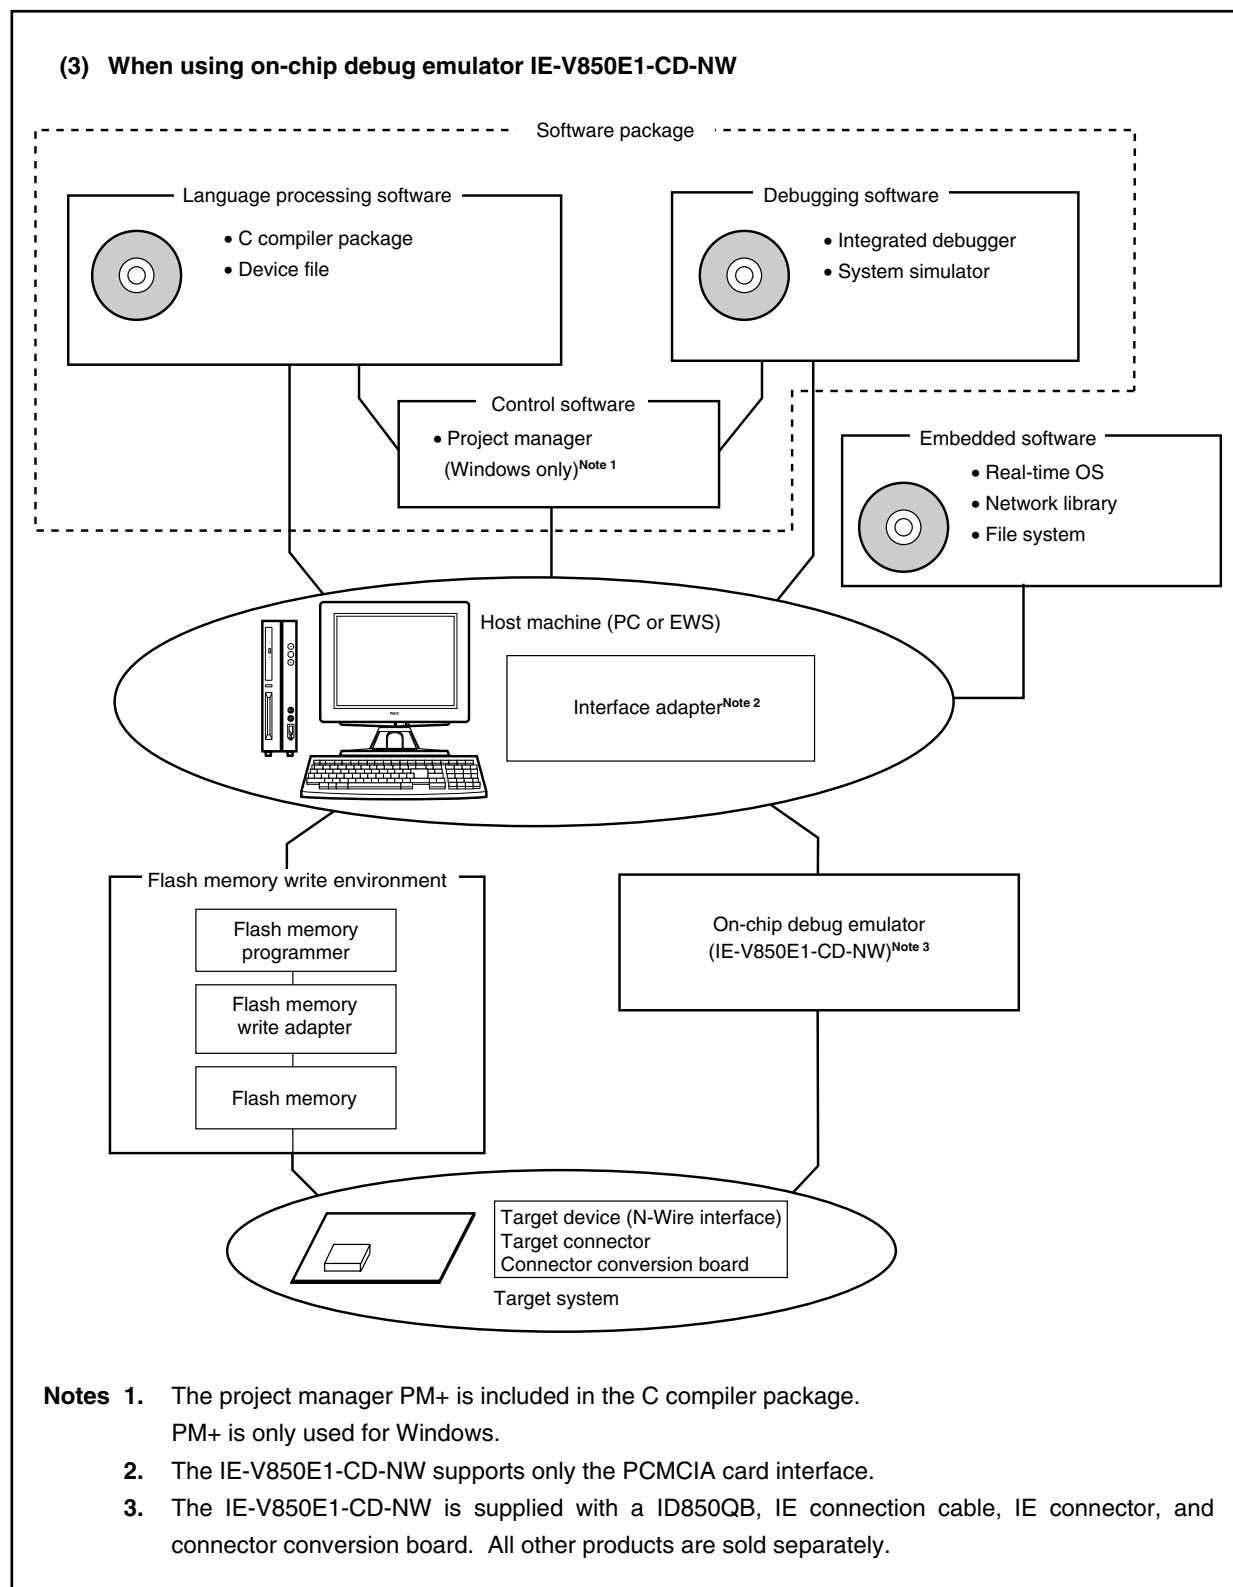 (3) When using on-chip debug emulator IE-V850E1-CD-NW
Software package
Language processing software
• C compiler package
• Device file
Debugging software
• Integrated debugger
• System simulator
Control software
• Project manager
(Windows only)Note 1
Embedded software
• Real-time OS
• Network library
• File system
Host machine (PC or EWS)
Interface adapterNote 2
NEC
Flash memory write environment
Flash memory
programmer
Flash memory
write adapter
Flash memory
On-chip debug emulator
(IE-V850E1-CD-NW)Note 3
Target device (N-Wire interface)
Target connector
Connector conversion board
Target system
Notes 1. The project manager PM+ is included in the C compiler package.
PM+ is only used for Windows.
2. The IE-V850E1-CD-NW supports only the PCMCIA card interface.
3. The IE-V850E1-CD-NW is supplied with a ID850QB, IE connection cable, IE connector, and
connector conversion board. All other products are sold separately.